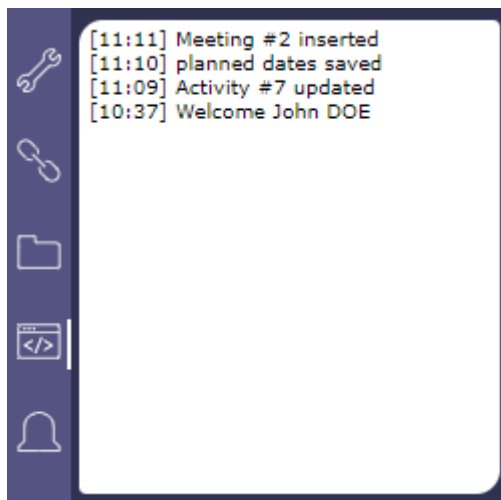 [11:11] Meeting #2 inserted
[11:10] planned dates saved
[11:09] Activity #7 updated
[10:37] Welcome John DOE